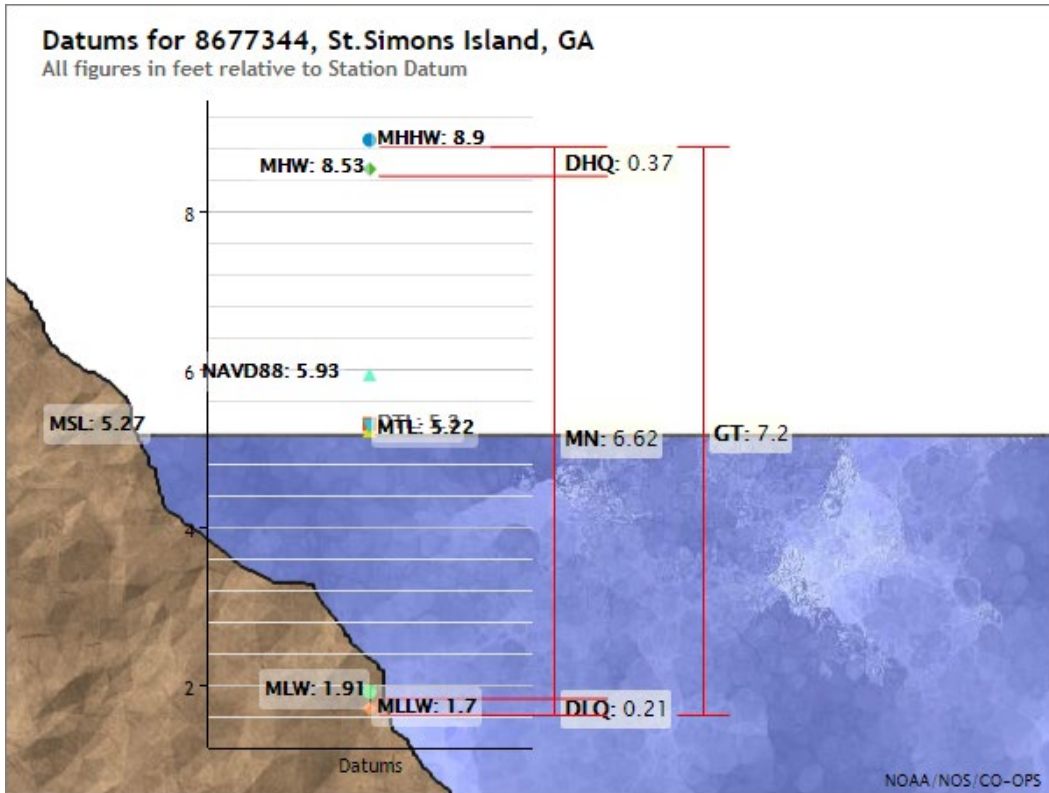 Datums for 8677344, St.Simons Island, GA
All figures in feet relative to Station Datum
MHHW: 8.9
MHW: 8.53
DHQ: 0.37
8
6
NAVD88: 5.93
MSL: 5.27
DTL: 5.3
MTL: 5.22
MN: 6.62
GT: 7.2
4
2
MLW: 1.91
MLLW: 1.7
DLQ: 0.21
Datums
NOAA/NOS/CO-OPS